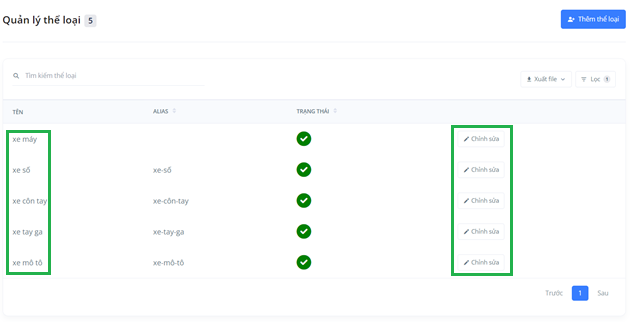 Quản lý thể loại 5
Thêm thể loại
Tìm kiếm thể loại
Xuất file
Lọc 1
TÊN ALIAS TRẠNG THÁI
xe máy Chỉnh sửa
xe số xe-số Chỉnh sửa
xe côn tay xe-côn-tay Chỉnh sửa
xe tay ga xe-tay-ga Chỉnh sửa
xe mô tô xe-mô-tô Chỉnh sửa
Trước 1 Sau